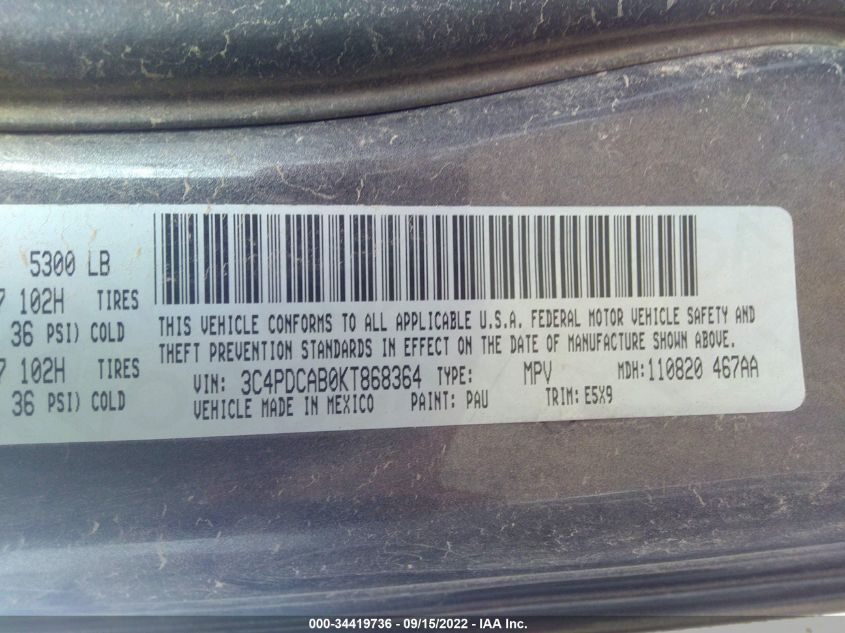 5300 LB
7 102H TIRES
36 PSI) COLD
7 102H TIRES
36 PSI) COLD
THIS VEHICLE CONFORMS TO ALL APPLICABLE U.S.A. FEDERAL MOTOR VEHICLE SAFETY AND
THEFT PREVENTION STANDARDS IN EFFECT ON THE DATE OF MANUFACTURE SHOWN ABOVE.
VIN: 3C4PDCAB0KT868364 TYPE: MPV MDH:110820 467AA
VEHICLE MADE IN MEXICO PAINT: PAU TRIM: E5X9
000-34419736 - 09/15/2022 - IAA Inc.